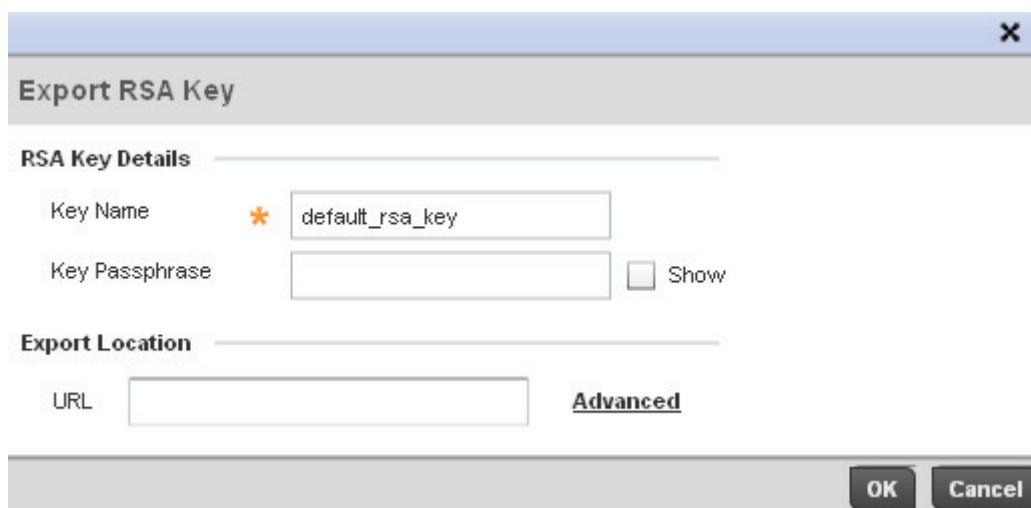 Export RSA Key
RSA Key Details
Key Name * default_rsa_key
Key Passphrase Show
Export Location
URL Advanced
OK Cancel